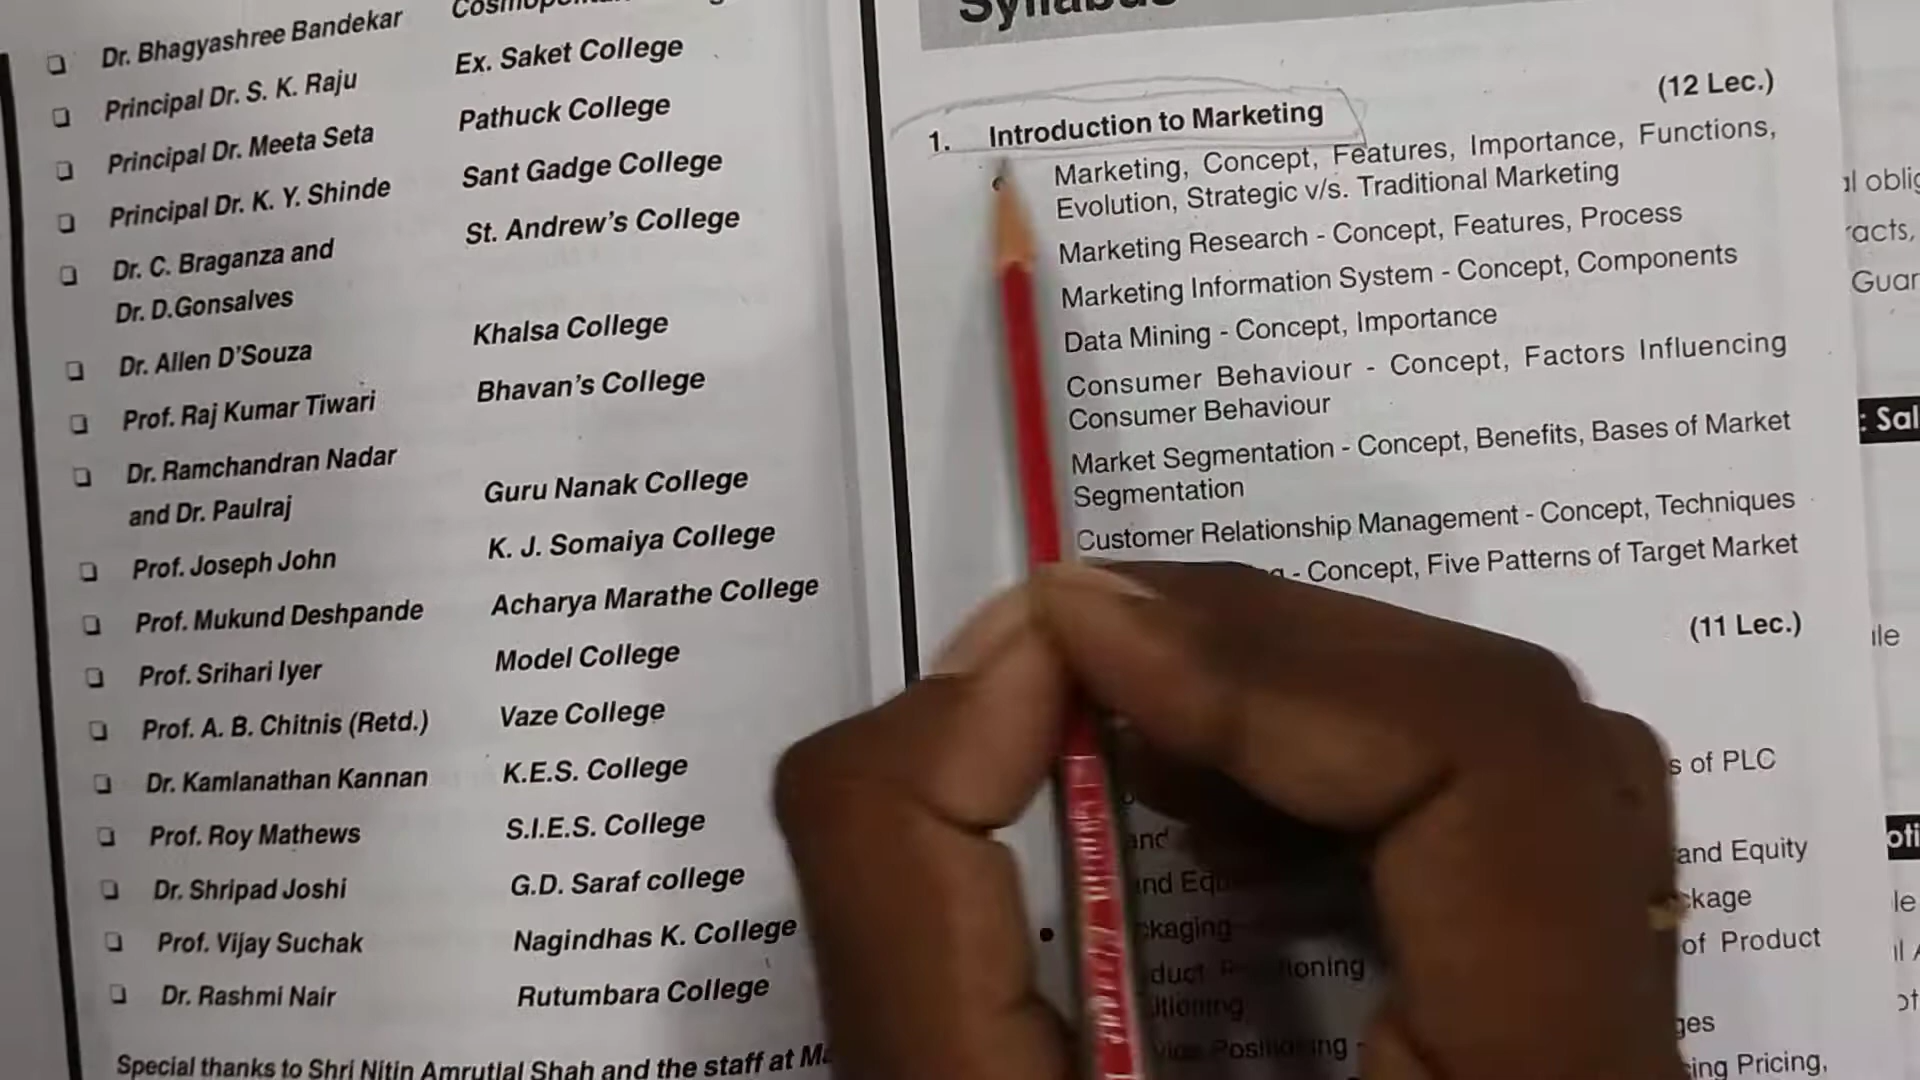 Dr. Bhagyashree Bandekar
Principal Dr. S. K. Raju Ex. Saket College
Principal Dr. Meeta Seta Pathuck College
Principal Dr. K. Y. Shinde Sant Gadge College
Dr. C. Braganza and St. Andrew's College
Dr. D.Gonsalves
Dr. Allen D'Souza Khalsa College
Prof. Raj Kumar Tiwari Bhavan's College
Dr. Ramchandran Nadar
and Dr. Paulraj Guru Nanak College
Prof. Joseph John K. J. Somaiya College
Prof. Mukund Deshpande Acharya Marathe College
Prof. Srihari Iyer Model College
Prof. A. B. Chitnis (Retd.) Vaze College
Dr. Kamlanathan Kannan K.E.S. College
Prof. Roy Mathews S.I.E.S. College
Dr. Shripad Joshi G.D. Saraf college
Prof. Vijay Suchak Nagindhas K. College
Dr. Rashmi Nair Rutumbara College
Special thanks to Shri Nitin Amrutlal Shah and the staff at
Syllabus
(12 Lec.)
1. Introduction to Marketing
Marketing, Concept, Features, Importance, Functions,
Evolution, Strategic v/s. Traditional Marketing
Marketing Research - Concept, Features, Process
Marketing Information System - Concept, Components
Data Mining - Concept, Importance
Consumer Behaviour - Concept, Factors Influencing
Consumer Behaviour
Market Segmentation - Concept, Benefits, Bases of Market
Segmentation
Customer Relationship Management - Concept, Techniques
- Concept, Five Patterns of Target Market
(11 Lec.)
of PLC
and Equity
of Product
Pricing,